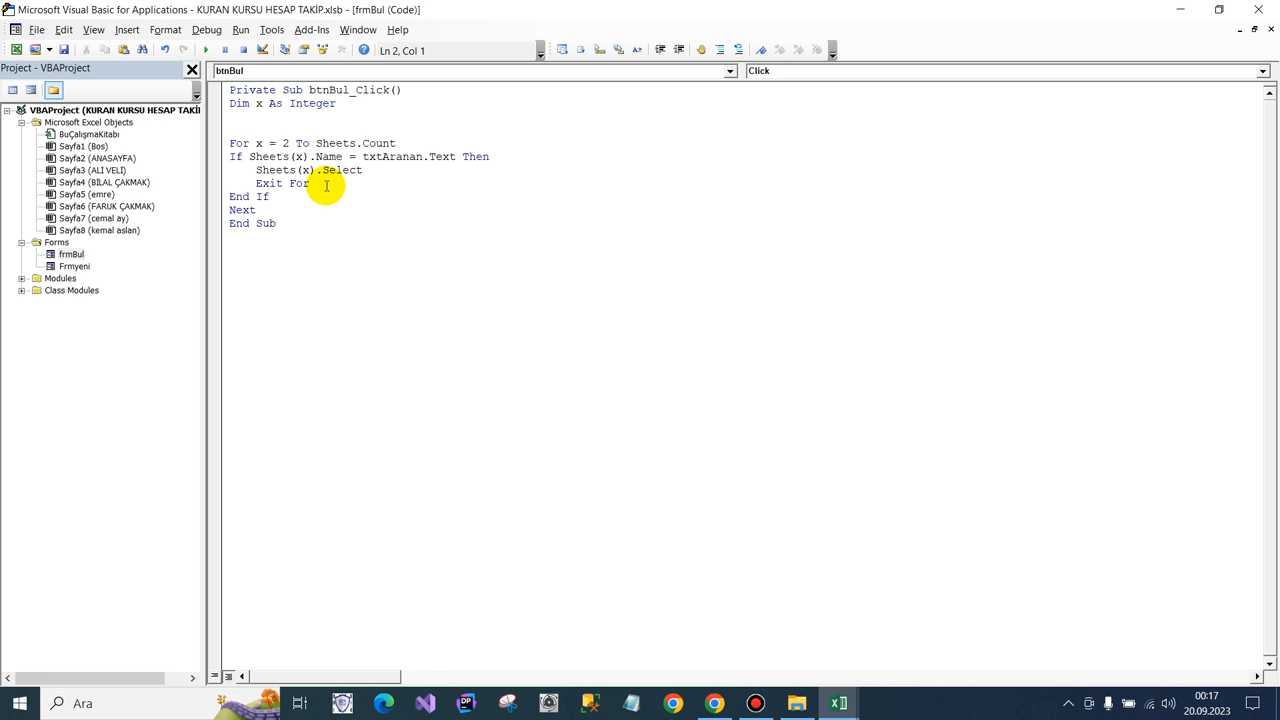 Microsoft Visual Basic for Applications - KURAN KURSU HESAP TAKİP.xlsb - [frmBul (Code)]
File Edit View Insert Format Debug Run Tools Add-Ins Window Help
Ln 2, Col 1
Project - VBAProject
btnBul
Click
VBAProject (KURAN KURSU HESAP TAKİ
Microsoft Excel Objects
BuÇalışmaKitabı
Sayfa1 (Bos)
Sayfa2 (ANASAYFA)
Sayfa3 (ALİ VELİ)
Sayfa4 (BİLAL ÇAKMAK)
Sayfa5 (emre)
Sayfa6 (FARUK ÇAKMAK)
Sayfa7 (cemal ay)
Sayfa8 (kemal aslan)
Forms
frmBul
Frmyeni
Modules
Class Modules
Private Sub btnBul_Click()
Dim x As Integer
For x = 2 To Sheets.Count
If Sheets(x).Name = txtAranan.Text Then
Sheets(x).Select
Exit For
End If
Next
End Sub
Ara
DP
00:17
20.09.2023